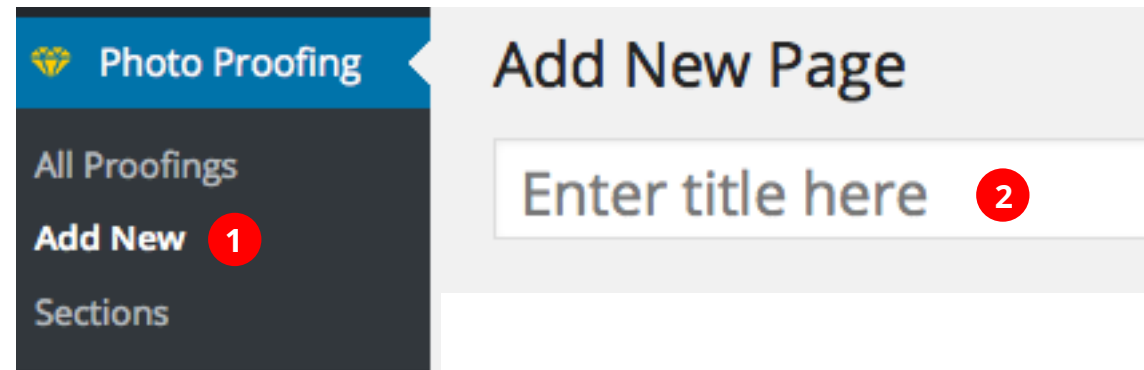 Photo Proofing
All Proofings
Add New 1
Sections
Add New Page
Enter title here 2